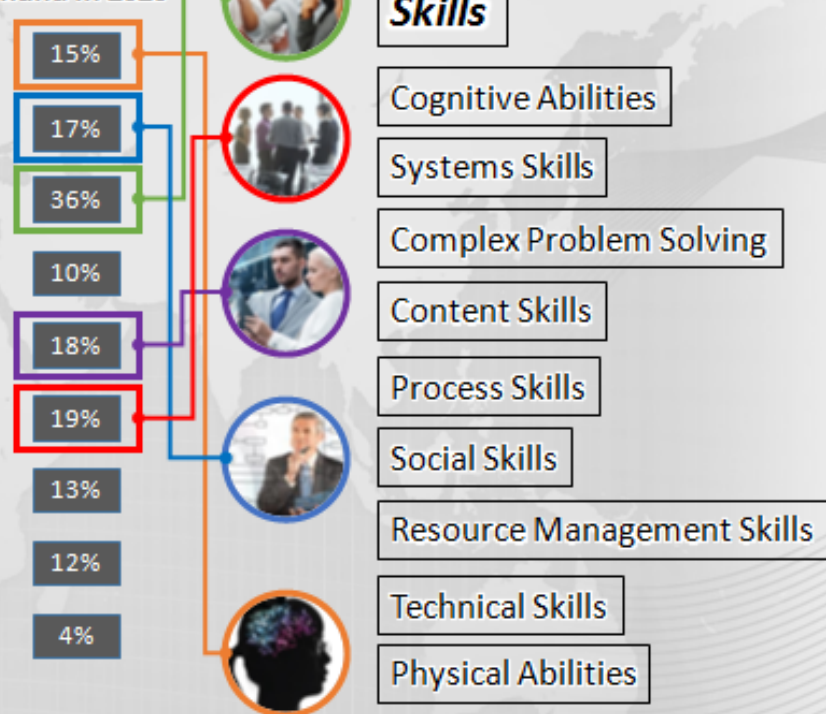 Skills
15%
17%
36%
10%
18%
19%
13%
12%
4%
Cognitive Abilities
Systems Skills
Complex Problem Solving
Content Skills
Process Skills
Social Skills
Resource Management Skills
Technical Skills
Physical Abilities